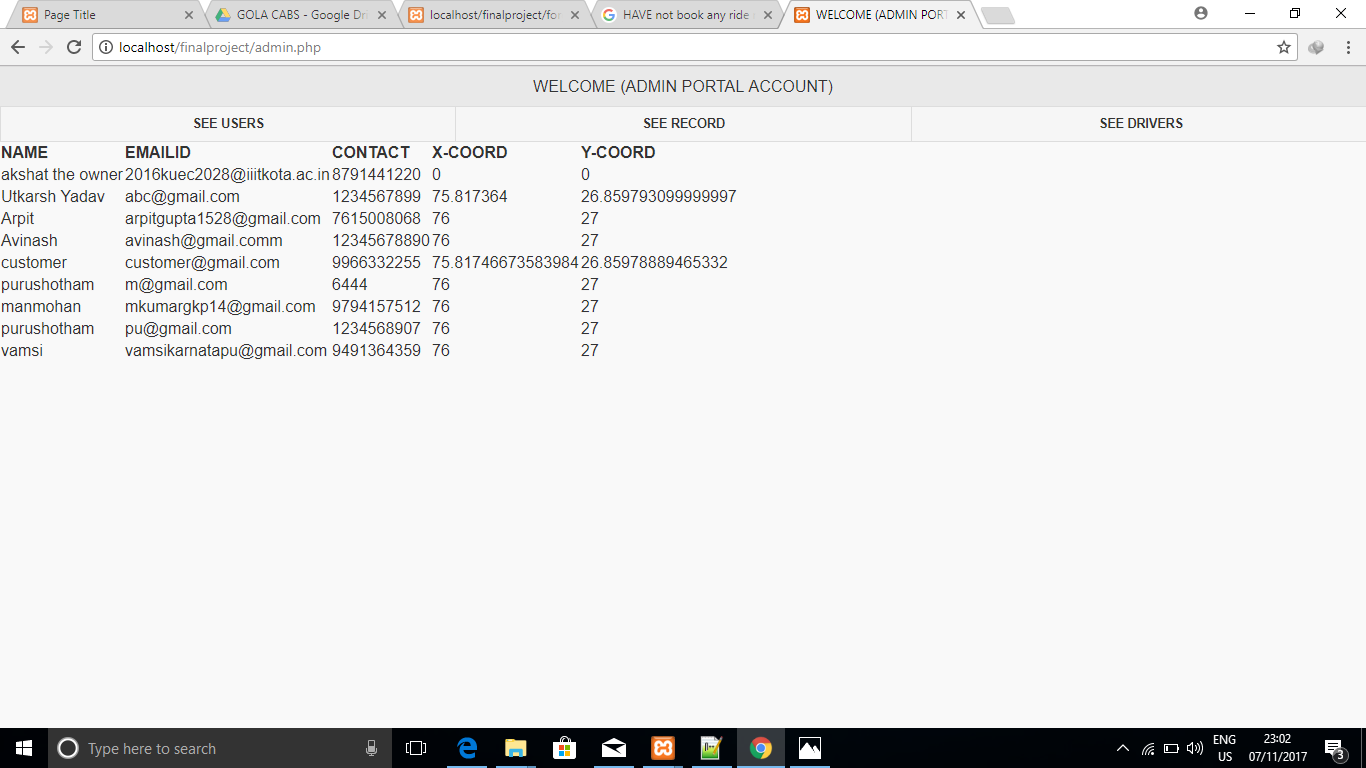 Page Title
GOLA CABS - Google Dri
localhost/finalproject/for
HAVE not book any ride
WELCOME (ADMIN PORT
localhost/finalproject/admin.php
WELCOME (ADMIN PORTAL ACCOUNT)
SEE USERS SEE RECORD SEE DRIVERS
NAME EMAILID CONTACT X-COORD Y-COORD
akshat the owner 2016kuec2028@iiitkota.ac.in 8791441220 0 0
Utkarsh Yadav abc@gmail.com 1234567899 75.817364 26.859793099999997
Arpit arpitgupta1528@gmail.com 7615008068 76 27
Avinash avinash@gmail.comm 12345678890 76 27
customer customer@gmail.com 9966332255 75.81746673583984 26.85978889465332
purushotham m@gmail.com 6444 76 27
manmohan mkumargkp14@gmail.com 9794157512 76 27
purushotham pu@gmail.com 1234568907 76 27
vamsi vamsikarnatapu@gmail.com 9491364359 76 27
Type here to search
ENG
US
23:02
07/11/2017
3